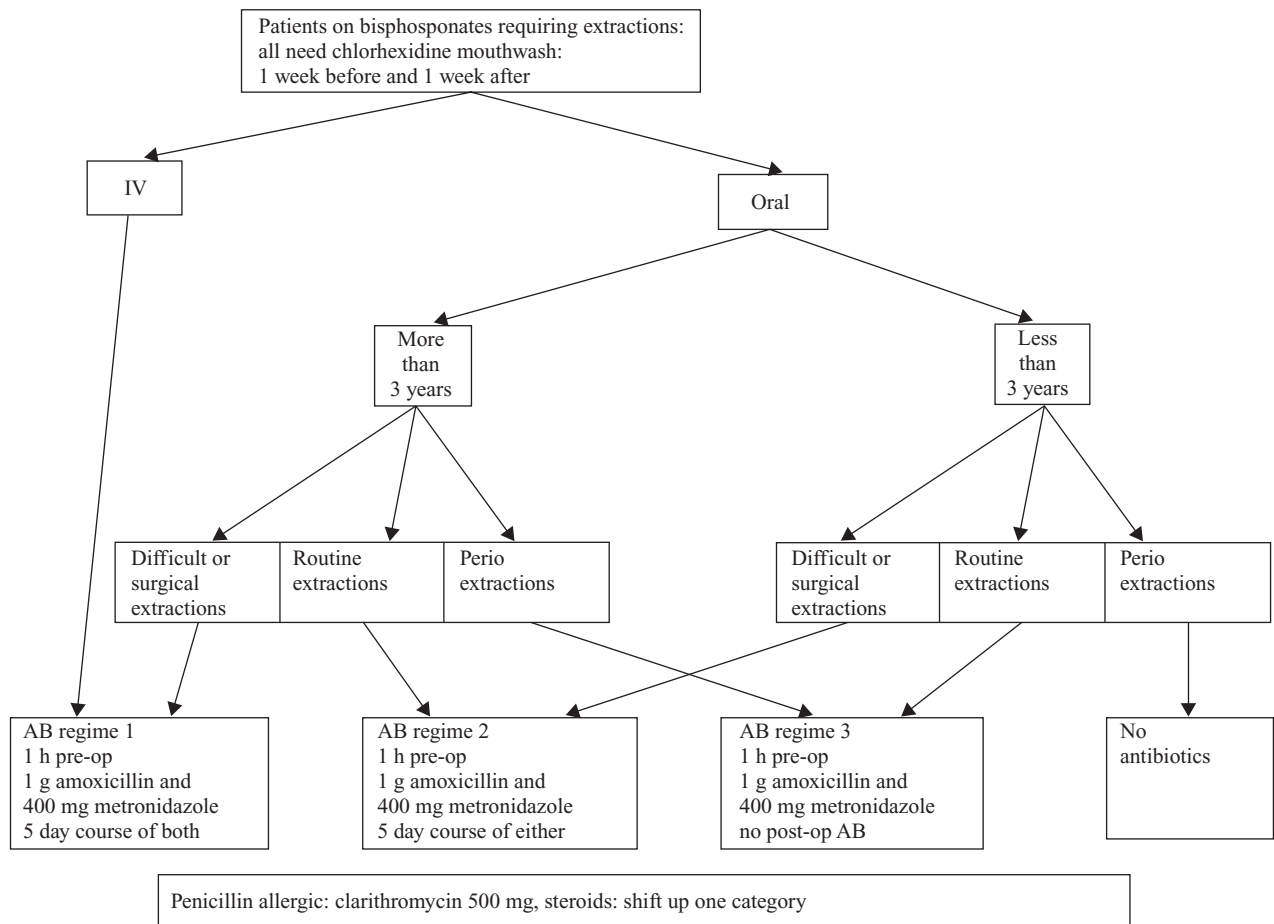 Patients on bisphosponates requiring extractions:
all need chlorhexidine mouthwash:
1 week before and 1 week after
IV
Oral
More
than
3 years
Less
than
3 years
Difficult or
surgical
extractions
Routine
extractions
Perio
extractions
Difficult or
surgical
extractions
Routine
extractions
Perio
extractions
AB regime 1
1 h pre-op
1 g amoxicillin and
400 mg metronidazole
5 day course of both
AB regime 2
1 h pre-op
1 g amoxicillin and
400 mg metronidazole
5 day course of either
AB regime 3
1 h pre-op
1 g amoxicillin and
400 mg metronidazole
no post-op AB
No
antibiotics
Penicillin allergic: clarithromycin 500 mg, steroids: shift up one category